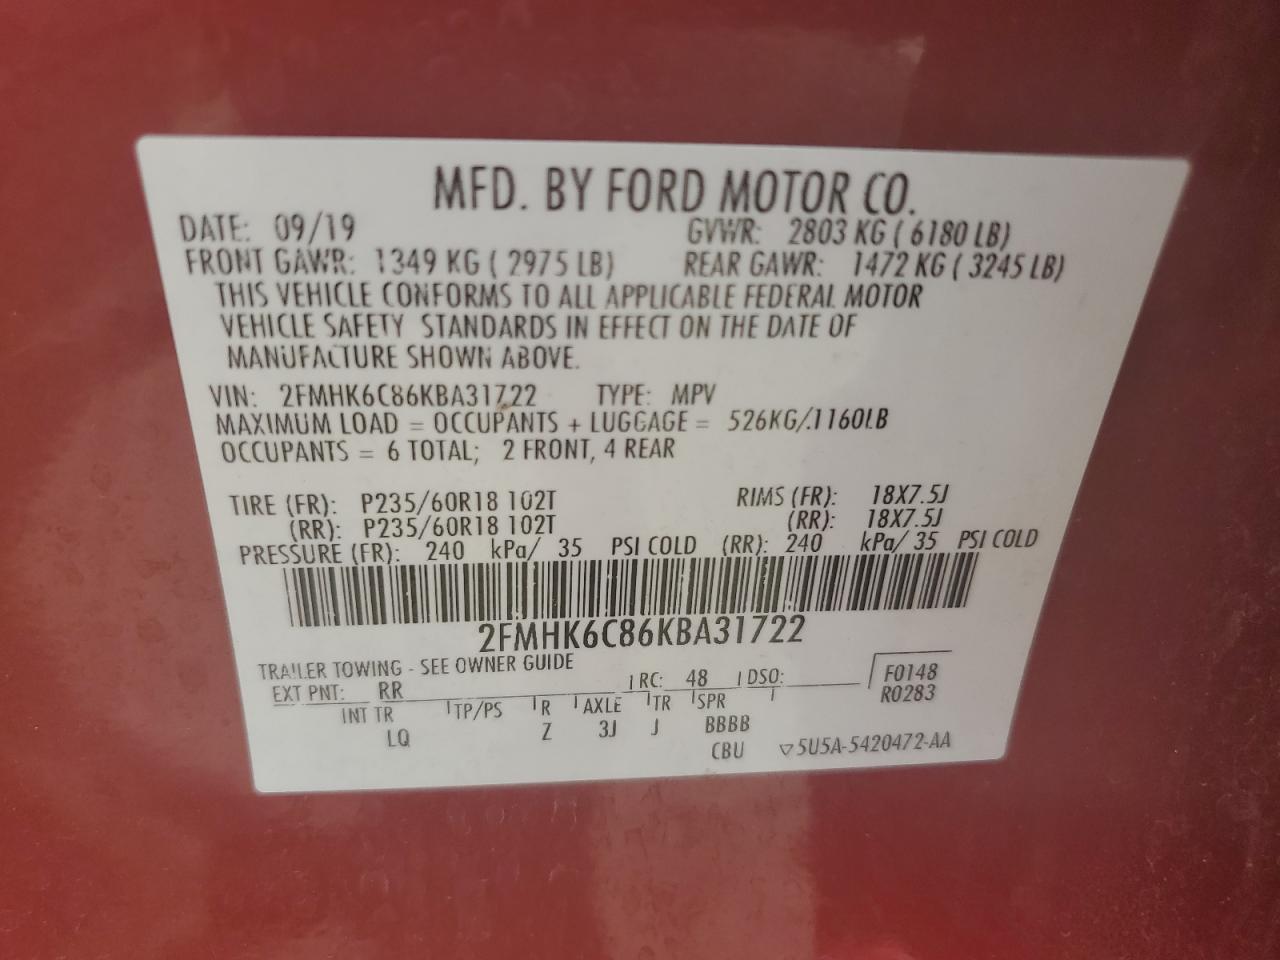 MFD. BY FORD MOTOR CO.
DATE: 09/19 GVWR: 2803 KG ( 6180 LB)
FRONT GAWR: 1349 KG ( 2975 LB) REAR GAWR: 1472 KG ( 3245 LB)
THIS VEHICLE CONFORMS TO ALL APPLICABLE FEDERAL MOTOR
VEHICLE SAFETY STANDARDS IN EFFECT ON THE DATE OF
MANUFACTURE SHOWN ABOVE.
VIN: 2FMHK6C86KBA31722 TYPE: MPV
MAXIMUM LOAD = OCCUPANTS + LUGGAGE = 526KG/1160LB
OCCUPANTS = 6 TOTAL; 2 FRONT, 4 REAR
TIRE (FR): P235/60R18 102T RIMS (FR): 18X7.5J
(RR): P235/60R18 102T (RR): 18X7.5J
PRESSURE (FR): 240 kPa/ 35 PSI COLD (RR): 240 kPa/ 35 PSI COLD
2FMHK6C86KBA31722
TRAILER TOWING - SEE OWNER GUIDE
EXT PNT: RR RC: 48 DSO: F0148
R0283
INT TR TP/PS R AXLE TR SPR
LQ Z 3J J BBBB
CBU ▽5U5A-5420472-AA